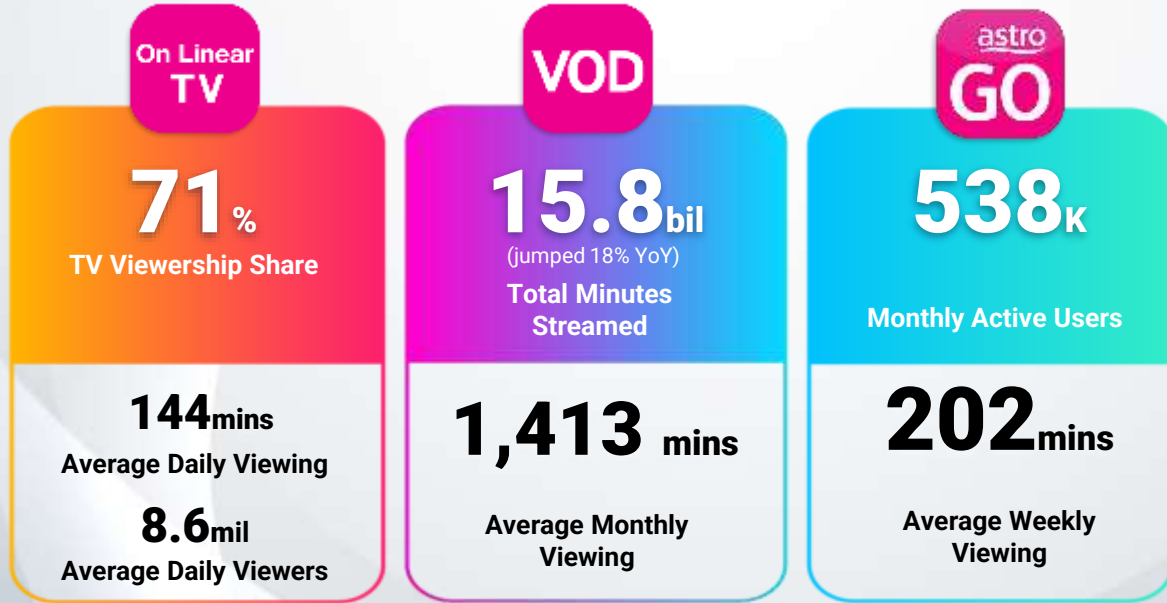 On Linear
TV
71%
TV Viewership Share
144mins
Average Daily Viewing
8.6mil
Average Daily Viewers
VOD
15.8bil
(jumped 18% YoY)
Total Minutes
Streamed
1,413 mins
Average Monthly
Viewing
astro
GO
538K
Monthly Active Users
202mins
Average Weekly
Viewing